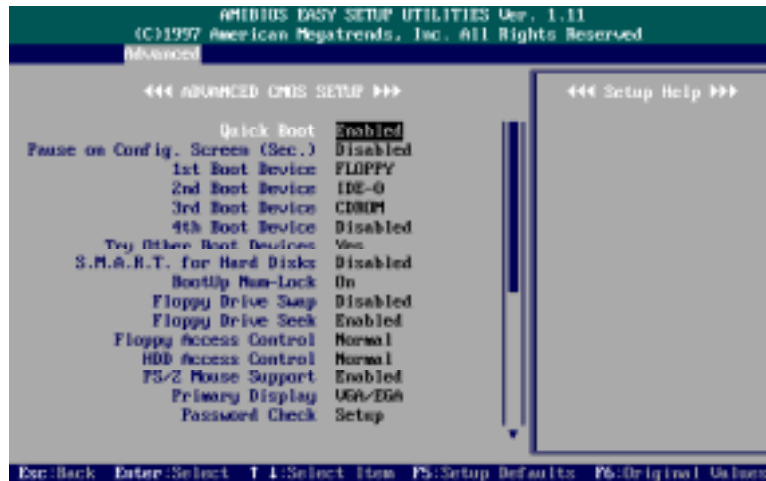 AMIBIOS EASY SETUP UTILITIES Ver. 1.11
(C)1997 American Megatrends, Inc. All Rights Reserved
Advanced
◄◄◄ ADVANCED CMOS SETUP ►►►
◄◄◄ Setup Help ►►►
Quick Boot Enabled
Pause on Config. Screen (Sec.) Disabled
1st Boot Device FLOPPY
2nd Boot Device IDE-0
3rd Boot Device CDROM
4th Boot Device Disabled
Try Other Boot Devices Yes
S.M.A.R.T. for Hard Disks Disabled
BootUp Num-Lock On
Floppy Drive Swap Disabled
Floppy Drive Seek Enabled
Floppy Access Control Normal
HDD Access Control Normal
PS/2 Mouse Support Enabled
Primary Display VGA/EGA
Password Check Setup
Esc:Back Enter:Select ↑ ↓:Select Item F5:Setup Defaults F6:Original Values